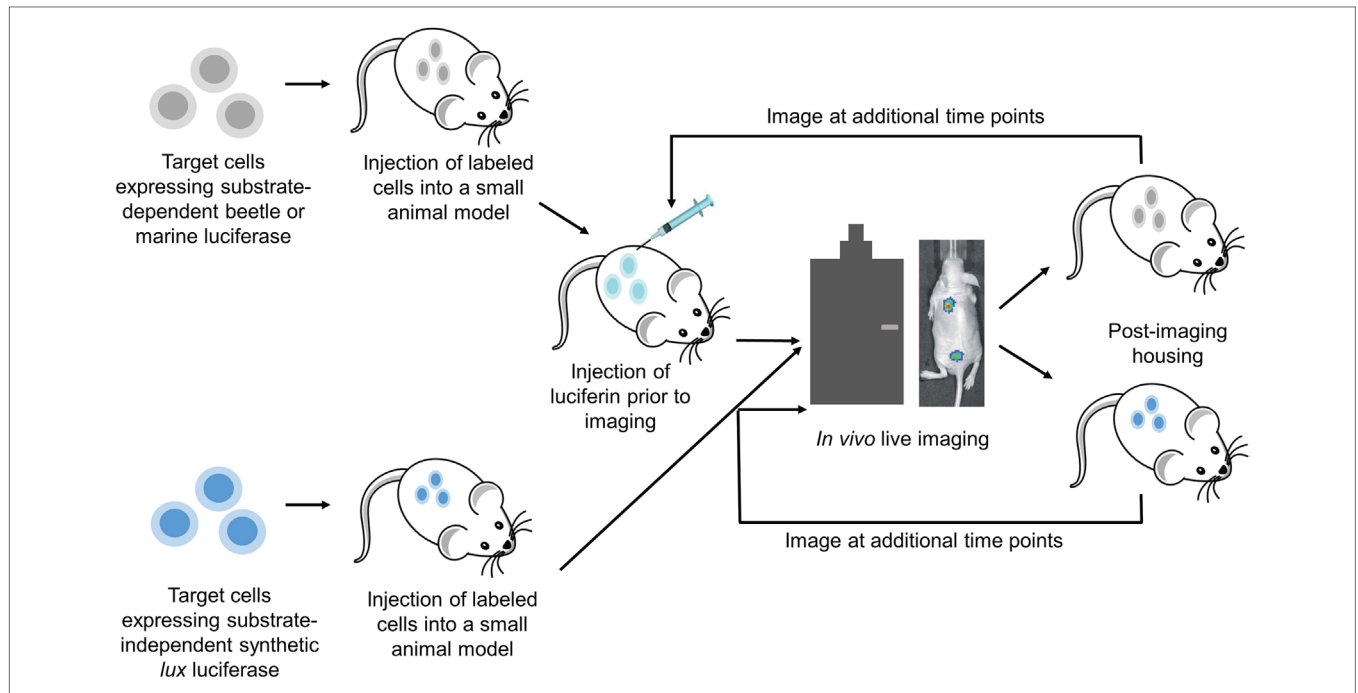 Target cells
expressing substrate-
dependent beetle or
marine luciferase
Injection of labeled
cells into a small
animal model
Image at additional time points
Injection of
luciferin prior to
imaging
In vivo live imaging
Post-imaging
housing
Target cells
expressing substrate-
independent synthetic
lux luciferase
Injection of labeled
cells into a small
animal model
Image at additional time points